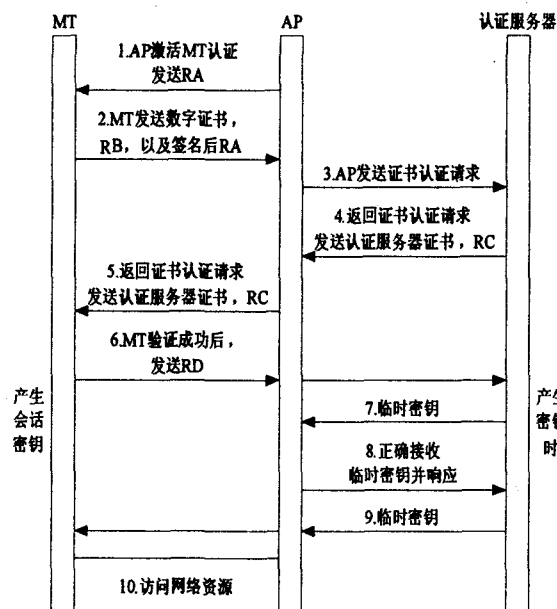 MT
AP
认证服务器
1.AP激活MT认证
发送RA
2.MT发送数字证书，
RB，以及签名后RA
3.AP发送证书认证请求
4.返回证书认证请求
发送认证服务器证书，RC
5.返回证书认证请求
发送认证服务器证书，RC
6.MT验证成功后，
发送RD
产生
会话
密钥
7.临时密钥
产生
密钥
时
8.正确接收
临时密钥并响应
9.临时密钥
10.访问网络资源